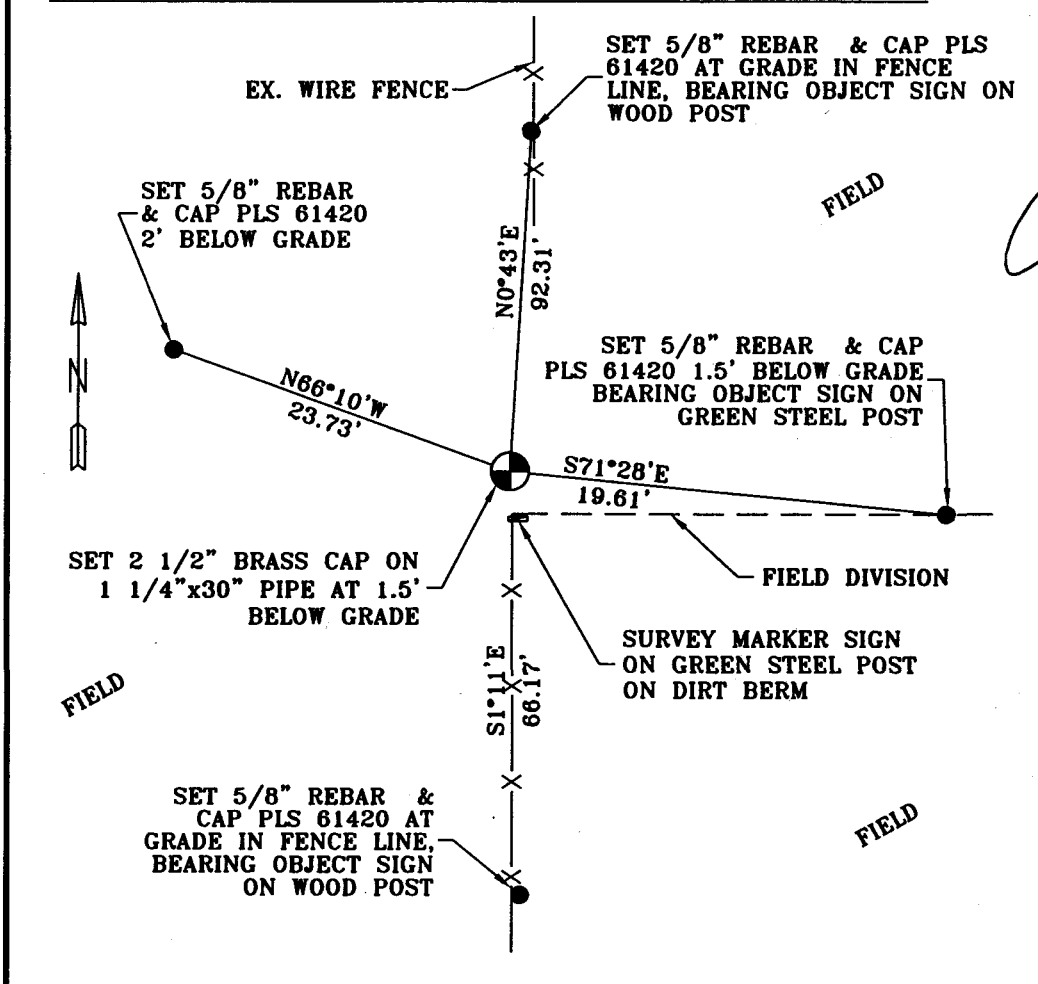 SET 5/8" REBAR & CAP PLS
61420 AT GRADE IN FENCE
LINE, BEARING OBJECT SIGN ON
WOOD POST
EX. WIRE FENCE
SET 5/8" REBAR
& CAP PLS 61420
2' BELOW GRADE
FIELD
N0°43'E
92.31'
N
N66°10'W
23.73'
SET 5/8" REBAR & CAP
PLS 61420 1.5' BELOW GRADE
BEARING OBJECT SIGN ON
GREEN STEEL POST
S71°28'E
19.61'
SET 2 1/2" BRASS CAP ON
1 1/4"x30" PIPE AT 1.5'
BELOW GRADE
FIELD DIVISION
SURVEY MARKER SIGN
ON GREEN STEEL POST
ON DIRT BERM
S1°11'E
66.17'
FIELD
SET 5/8" REBAR &
CAP PLS 61420 AT
GRADE IN FENCE LINE,
BEARING OBJECT SIGN
ON WOOD POST
FIELD